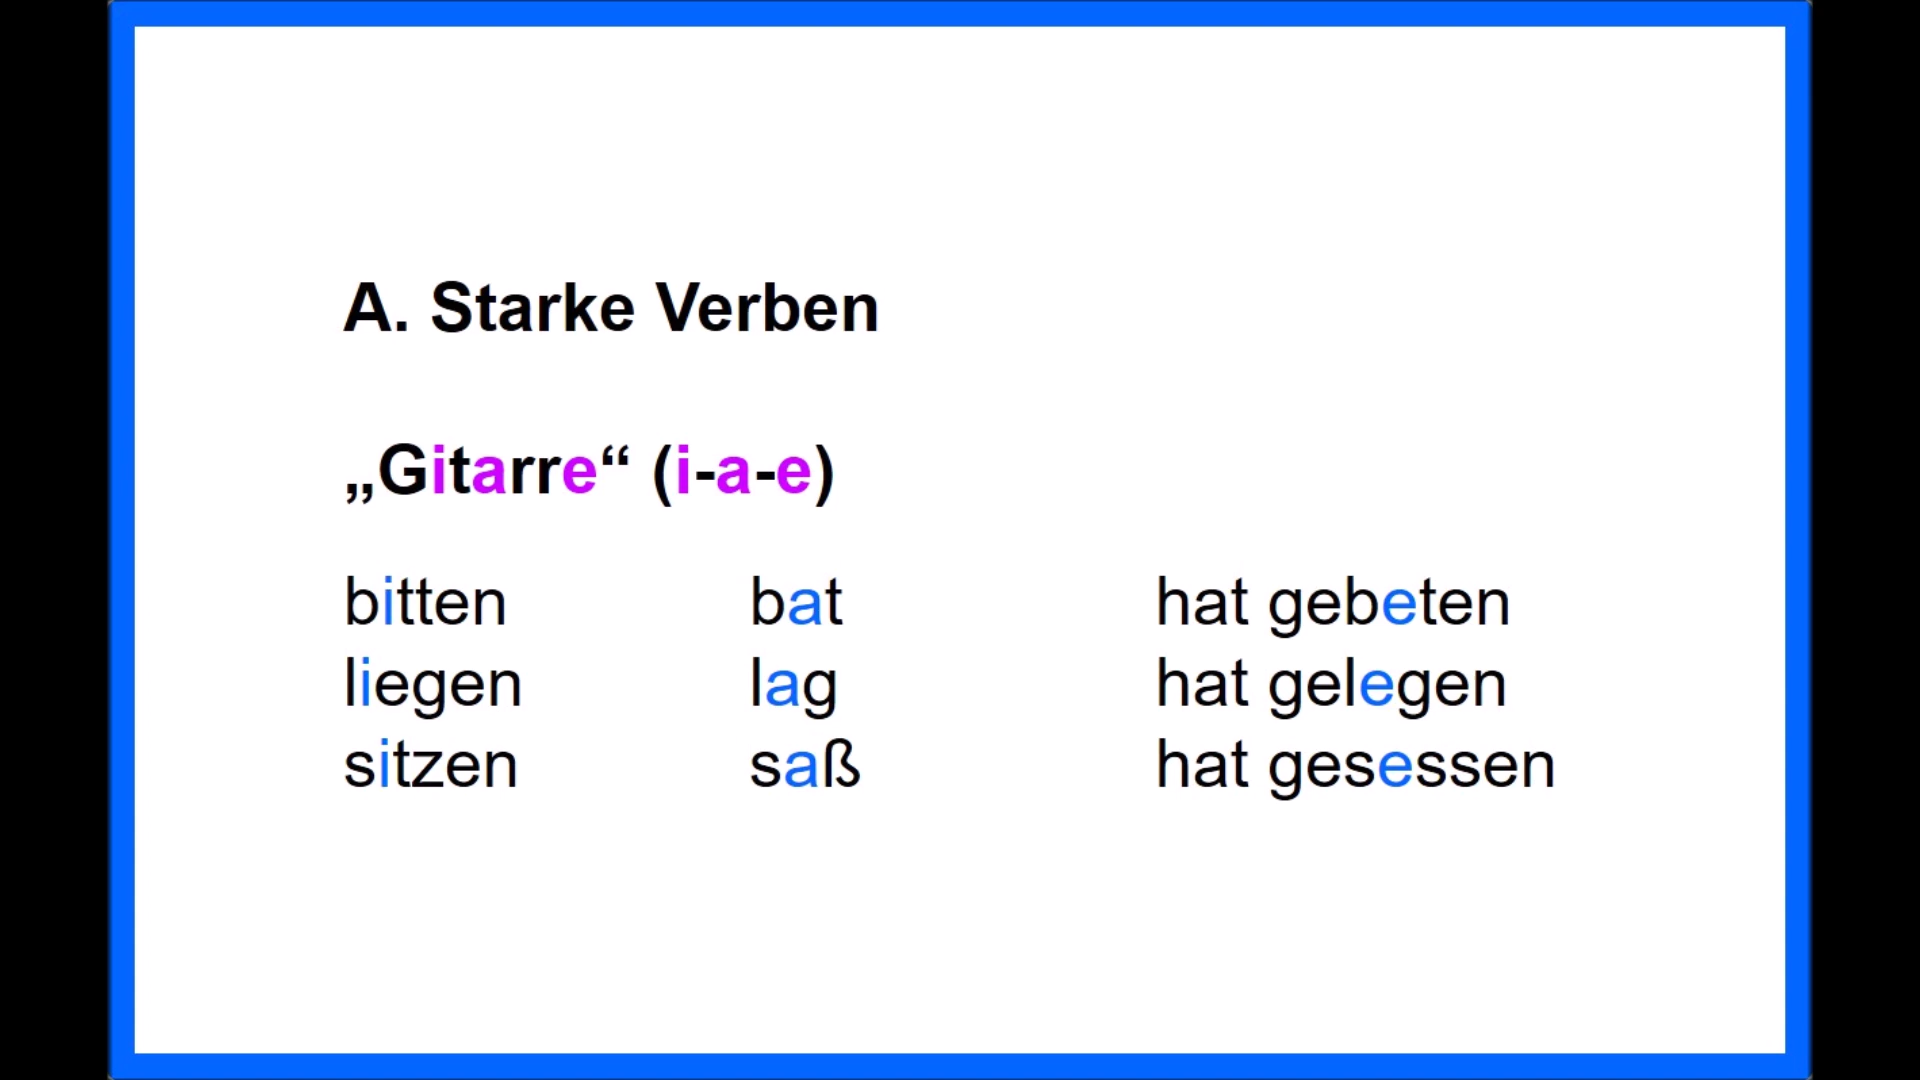 A. Starke Verben
„Gitarre“ (i-a-e)
bitten bat hat gebeten
liegen lag hat gelegen
sitzen saß hat gesessen